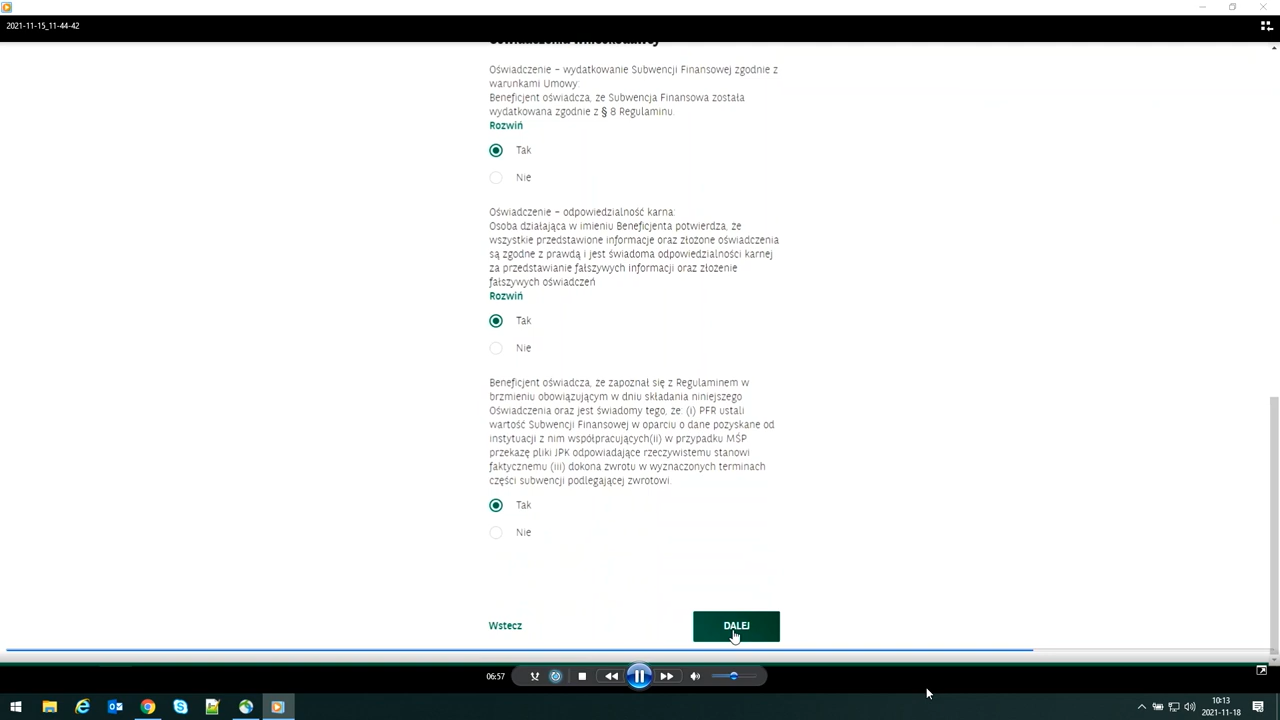 2021-11-15_11-44-42
Oświadczenie – wydatkowanie Subwencji Finansowej zgodnie z
warunkami Umowy:
Beneficjent oświadcza, że Subwencja Finansowa została
wydatkowana zgodnie z § 8 Regulaminu.
Rozwiń
Tak
Nie
Oświadczenie – odpowiedzialność karna:
Osoba działająca w imieniu Beneficjenta potwierdza, że
wszystkie przedstawione informacje oraz złożone oświadczenia
są zgodne z prawdą i jest świadoma odpowiedzialności karnej
za przedstawianie fałszywych informacji oraz złożenie
fałszywych oświadczeń
Rozwiń
Tak
Nie
Beneficjent oświadcza, że zapoznał się z Regulaminem w
brzmieniu obowiązującym w dniu składania niniejszego
Oświadczenia oraz jest świadomy tego, że: (i) PFR ustali
wartość Subwencji Finansowej w oparciu o dane pozyskane od
instytuacji z nim współpracujących(ii) w przypadku MŚP
przekazę pliki JPK odpowiadające rzeczywistemu stanowi
faktycznemu (iii) dokona zwrotu w wyznaczonych terminach
części subwencji podlegającej zwrotowi.
Tak
Nie
Wstecz
DALEJ
06:57
10:13
2021-11-18